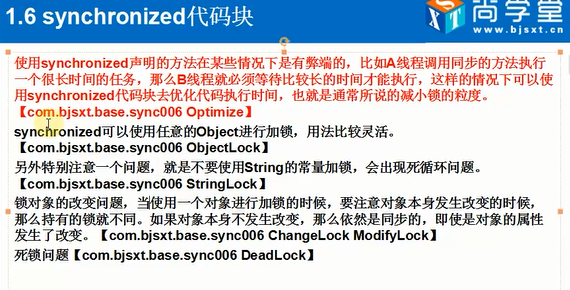 1.6 synchronized代码块
尚学堂
www.bjsxt.cn
使用synchronized声明的方法在某些情况下是有弊端的，比如A线程调用同步的方法执行
一个很长时间的任务，那么B线程就必须等待比较长的时间才能执行，这样的情况下可以使
用synchronized代码块去优化代码执行时间，也就是通常所说的减小锁的粒度。
【com.bjsxt.base.sync006 Optimize】
synchronized可以使用任意的Object进行加锁，用法比较灵活。
【com.bjsxt.base.sync006 ObjectLock】
另外特别注意一个问题，就是不要使用String的常量加锁，会出现死循环问题。
【com.bjsxt.base.sync006 StringLock】
锁对象的改变问题，当使用一个对象进行加锁的时候，要注意对象本身发生改变的时候，
那么持有的锁就不同。如果对象本身不发生改变，那么依然是同步的，即使是对象的属性
发生了改变。【com.bjsxt.base.sync006 ChangeLock ModifyLock】
死锁问题【com.bjsxt.base.sync006 DeadLock】